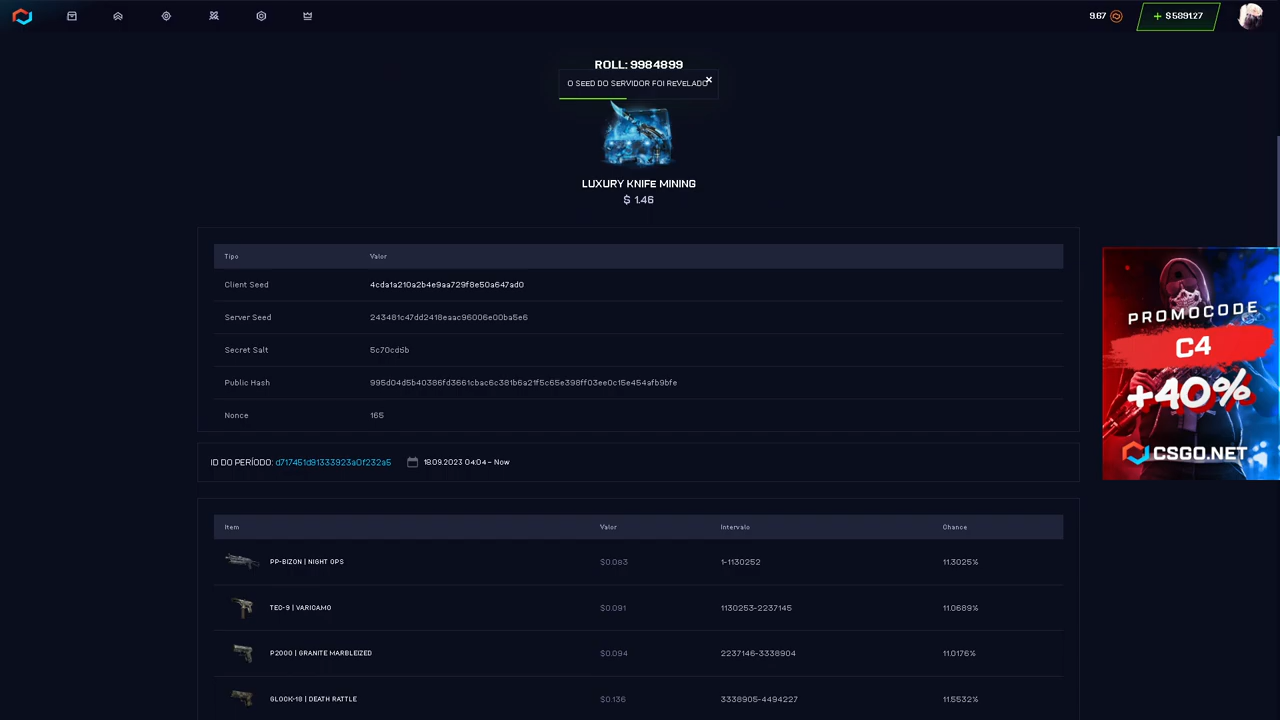 9.67
+ $ 5891.27
ROLL: 9984899
O SEED DO SERVIDOR FOI REVELADO
LUXURY KNIFE MINING
$ 1.46
Tipo Valor
Client Seed 4cda1a210a2b4e9aa729f8e50a647ad0
Server Seed 243481c47dd2418eaac96006e00ba5e6
Secret Salt 5c70cd5b
Public Hash 995d04d5b40386fd3661cbac6c381b6a21f5c65e398ff03ee0c15e454afb9bfe
Nonce 165
ID DO PERÍODO: d717451d91333923a0f232a5 18.09.2023 04:04 – Now
PROMOCODE
C4
+40%
CSGO.NET
Item Valor Intervalo Chance
PP-BIZON | NIGHT OPS $0.083 1-1130252 11.3025%
TEC-9 | VARICAMO $0.091 1130253-2237145 11.0689%
P2000 | GRANITE MARBLEIZED $0.094 2237146-3338904 11.0176%
GLOCK-18 | DEATH RATTLE $0.136 3338905-4494227 11.5532%